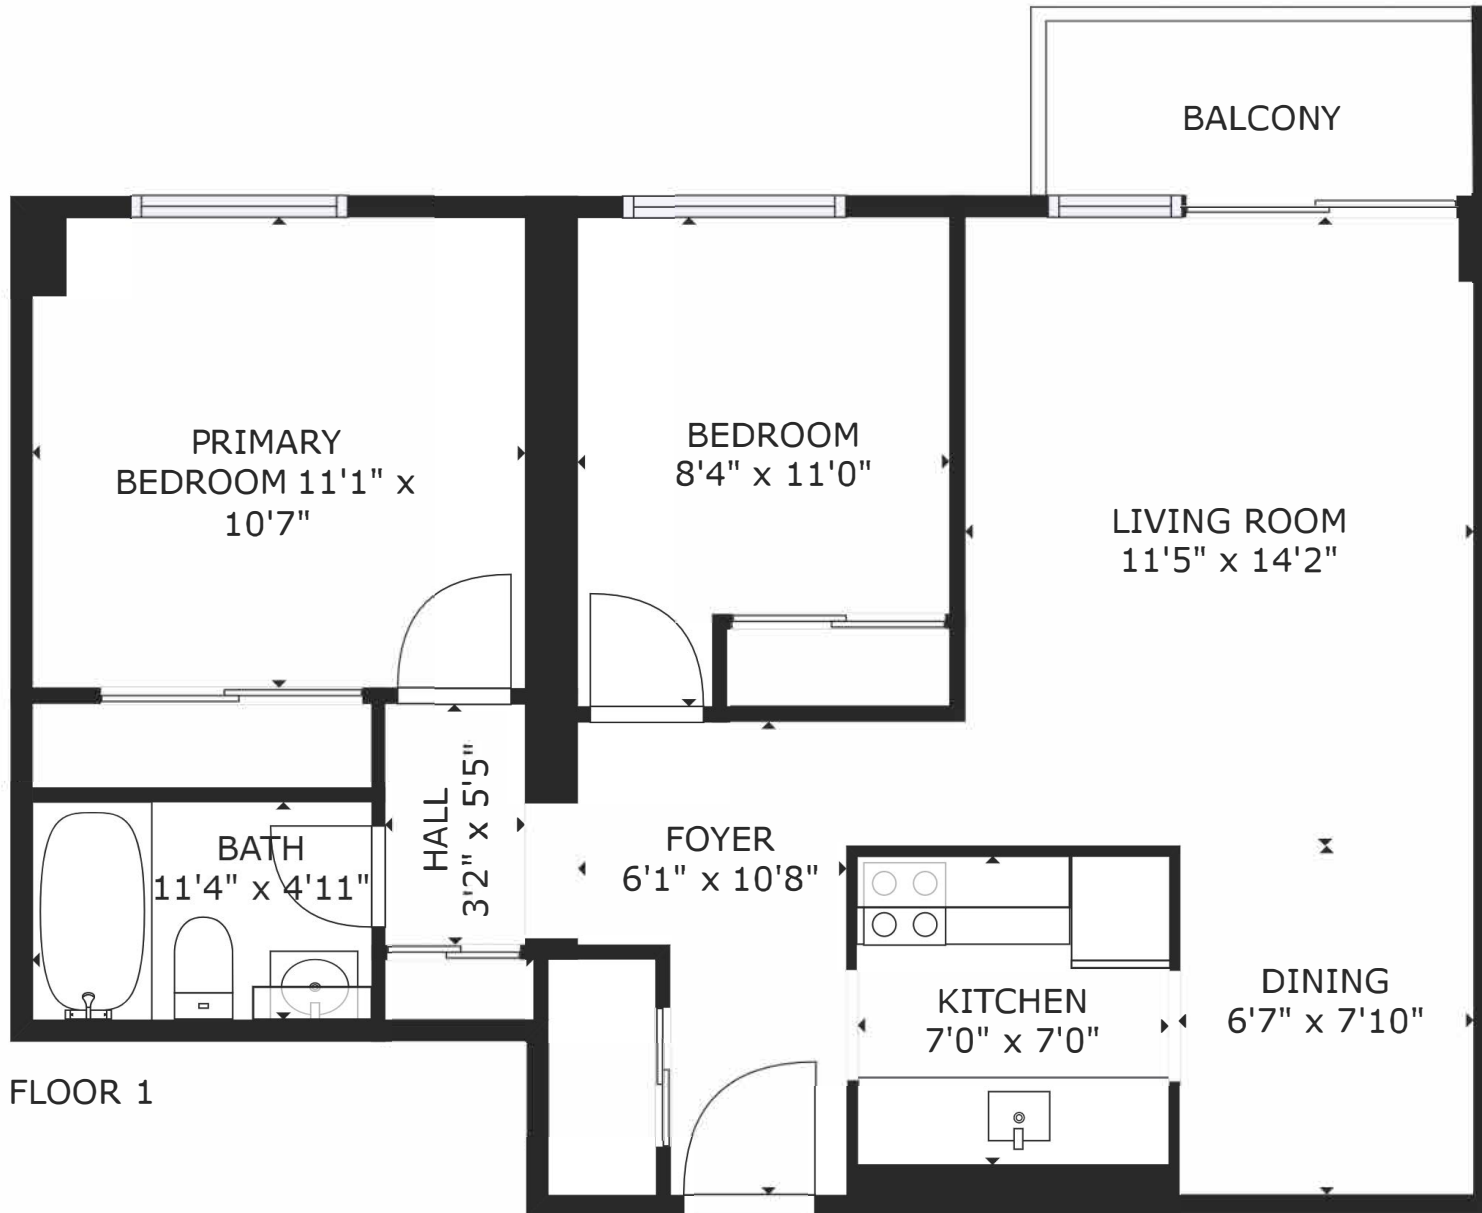 BALCONY
PRIMARY
BEDROOM 11'1" x
10'7"
BEDROOM
8'4" x 11'0"
LIVING ROOM
11'5" x 14'2"
BATH
11'4" x 4'11"
HALL
3'2" x 5'5"
FOYER
6'1" x 10'8"
KITCHEN
7'0" x 7'0"
DINING
6'7" x 7'10"
FLOOR 1